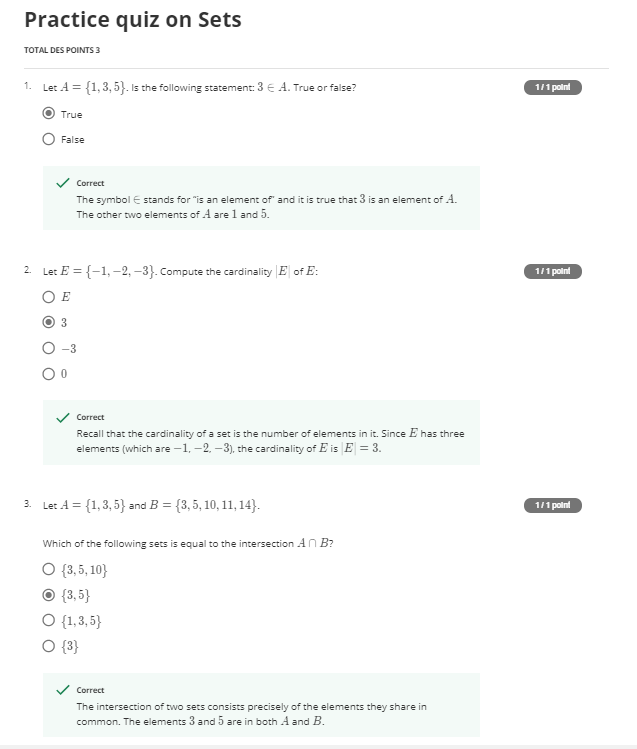 Practice quiz on Sets
TOTAL DES POINTS 3
1. Let A = {1, 3, 5}. Is the following statement: 3 ∈ A. True or false?
1 / 1 point
True
False
Correct
The symbol ∈ stands for "is an element of" and it is true that 3 is an element of A.
The other two elements of A are 1 and 5.
2. Let E = {−1, −2, −3}. Compute the cardinality |E| of E:
1 / 1 point
E
3
−3
0
Correct
Recall that the cardinality of a set is the number of elements in it. Since E has three
elements (which are −1, −2, −3), the cardinality of E is |E| = 3.
3. Let A = {1, 3, 5} and B = {3, 5, 10, 11, 14}.
1 / 1 point
Which of the following sets is equal to the intersection A ∩ B?
{3, 5, 10}
{3, 5}
{1, 3, 5}
{3}
Correct
The intersection of two sets consists precisely of the elements they share in
common. The elements 3 and 5 are in both A and B.